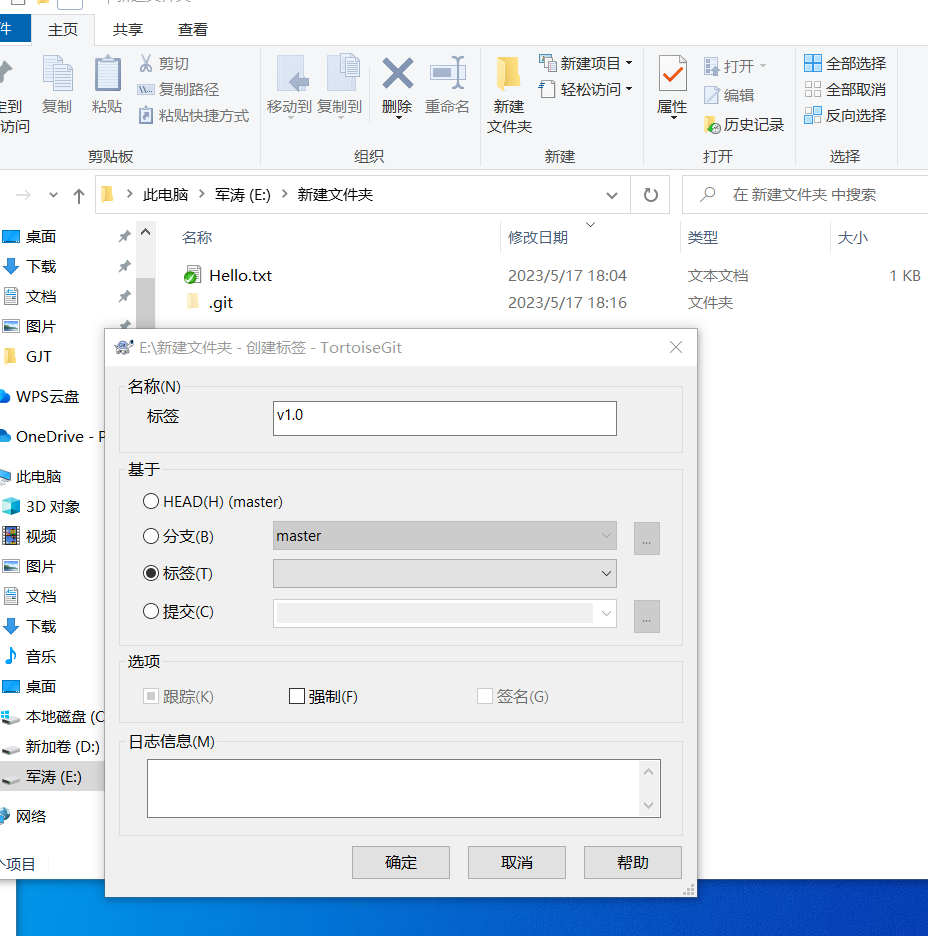 件 主页 共享 查看
剪切
复制路径
粘贴快捷方式
复制 粘贴
访问
剪贴板
移动到 复制到 删除 重命名
组织
新建
文件夹
新建项目
轻松访问
新建
属性
打开
编辑
历史记录
打开
全部选择
全部取消
反向选择
选择
此电脑 军涛 (E:) 新建文件夹
在 新建文件夹 中搜索
名称 修改日期 类型 大小
Hello.txt 2023/5/17 18:04 文本文档 1 KB
.git 2023/5/17 18:16 文件夹
桌面
下载
文档
图片
GJT
WPS云盘
OneDrive - P
此电脑
3D 对象
视频
图片
文档
下载
音乐
桌面
本地磁盘 (C
新加卷 (D:)
军涛 (E:)
网络
个项目
E:\新建文件夹 - 创建标签 - TortoiseGit
名称(N)
标签 v1.0
基于
HEAD(H) (master)
分支(B) master ...
标签(T)
提交(C) ...
选项
跟踪(K) 强制(F) 签名(G)
日志信息(M)
确定 取消 帮助